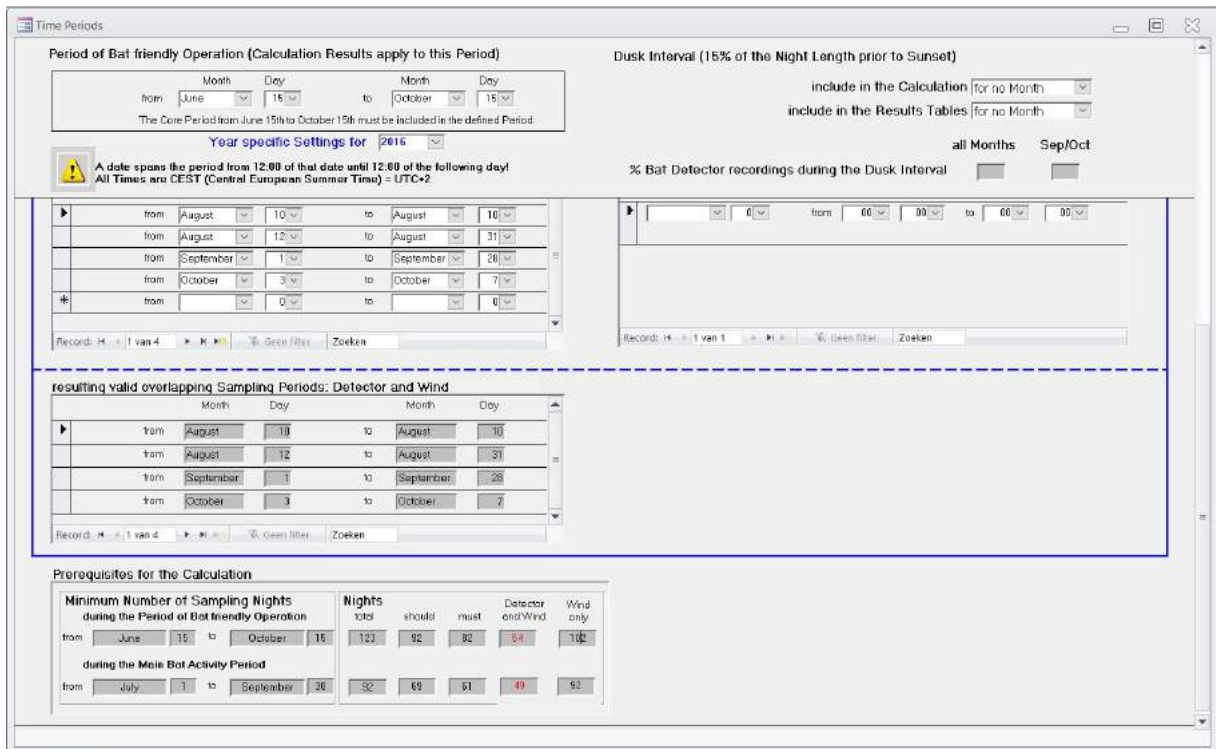 Time Periods
Period of Bat friendly Operation (Calculation Results apply to this Period)
Month Day Month Day
from June 15 to October 15
The Core Period from June 15th to October 15th must be included in the defined Period.
Year specific Settings for 2016
A date spans the period from 12:00 of that date until 12:00 of the following day!
All Times are CEST (Central European Summer Time) = UTC+2
Dusk Interval (15% of the Night Length prior to Sunset)
include in the Calculation for no Month
include in the Results Tables for no Month
all Months Sep/Oct
% Bat Detector recordings during the Dusk Interval
from August 10 to August 10
from August 12 to August 31
from September 1 to September 28
from October 3 to October 7
* from 0 to 0
Record: 1 van 4 Geen filter Zoeken
0 from 00 00 to 00 00
Record: 1 van 1 Geen filter Zoeken
resulting valid overlapping Sampling Periods: Detector and Wind
Month Day Month Day
from August 10 to August 10
from August 12 to August 31
from September 1 to September 28
from October 3 to October 7
Record: 1 van 4 Geen filter Zoeken
Prerequisites for the Calculation
Minimum Number of Sampling Nights
during the Period of Bat friendly Operation
Nights
total should must Detector and Wind Wind only
from June 15 to October 15 123 92 82 54 102
during the Main Bat Activity Period
from July 1 to September 30 92 69 61 49 92